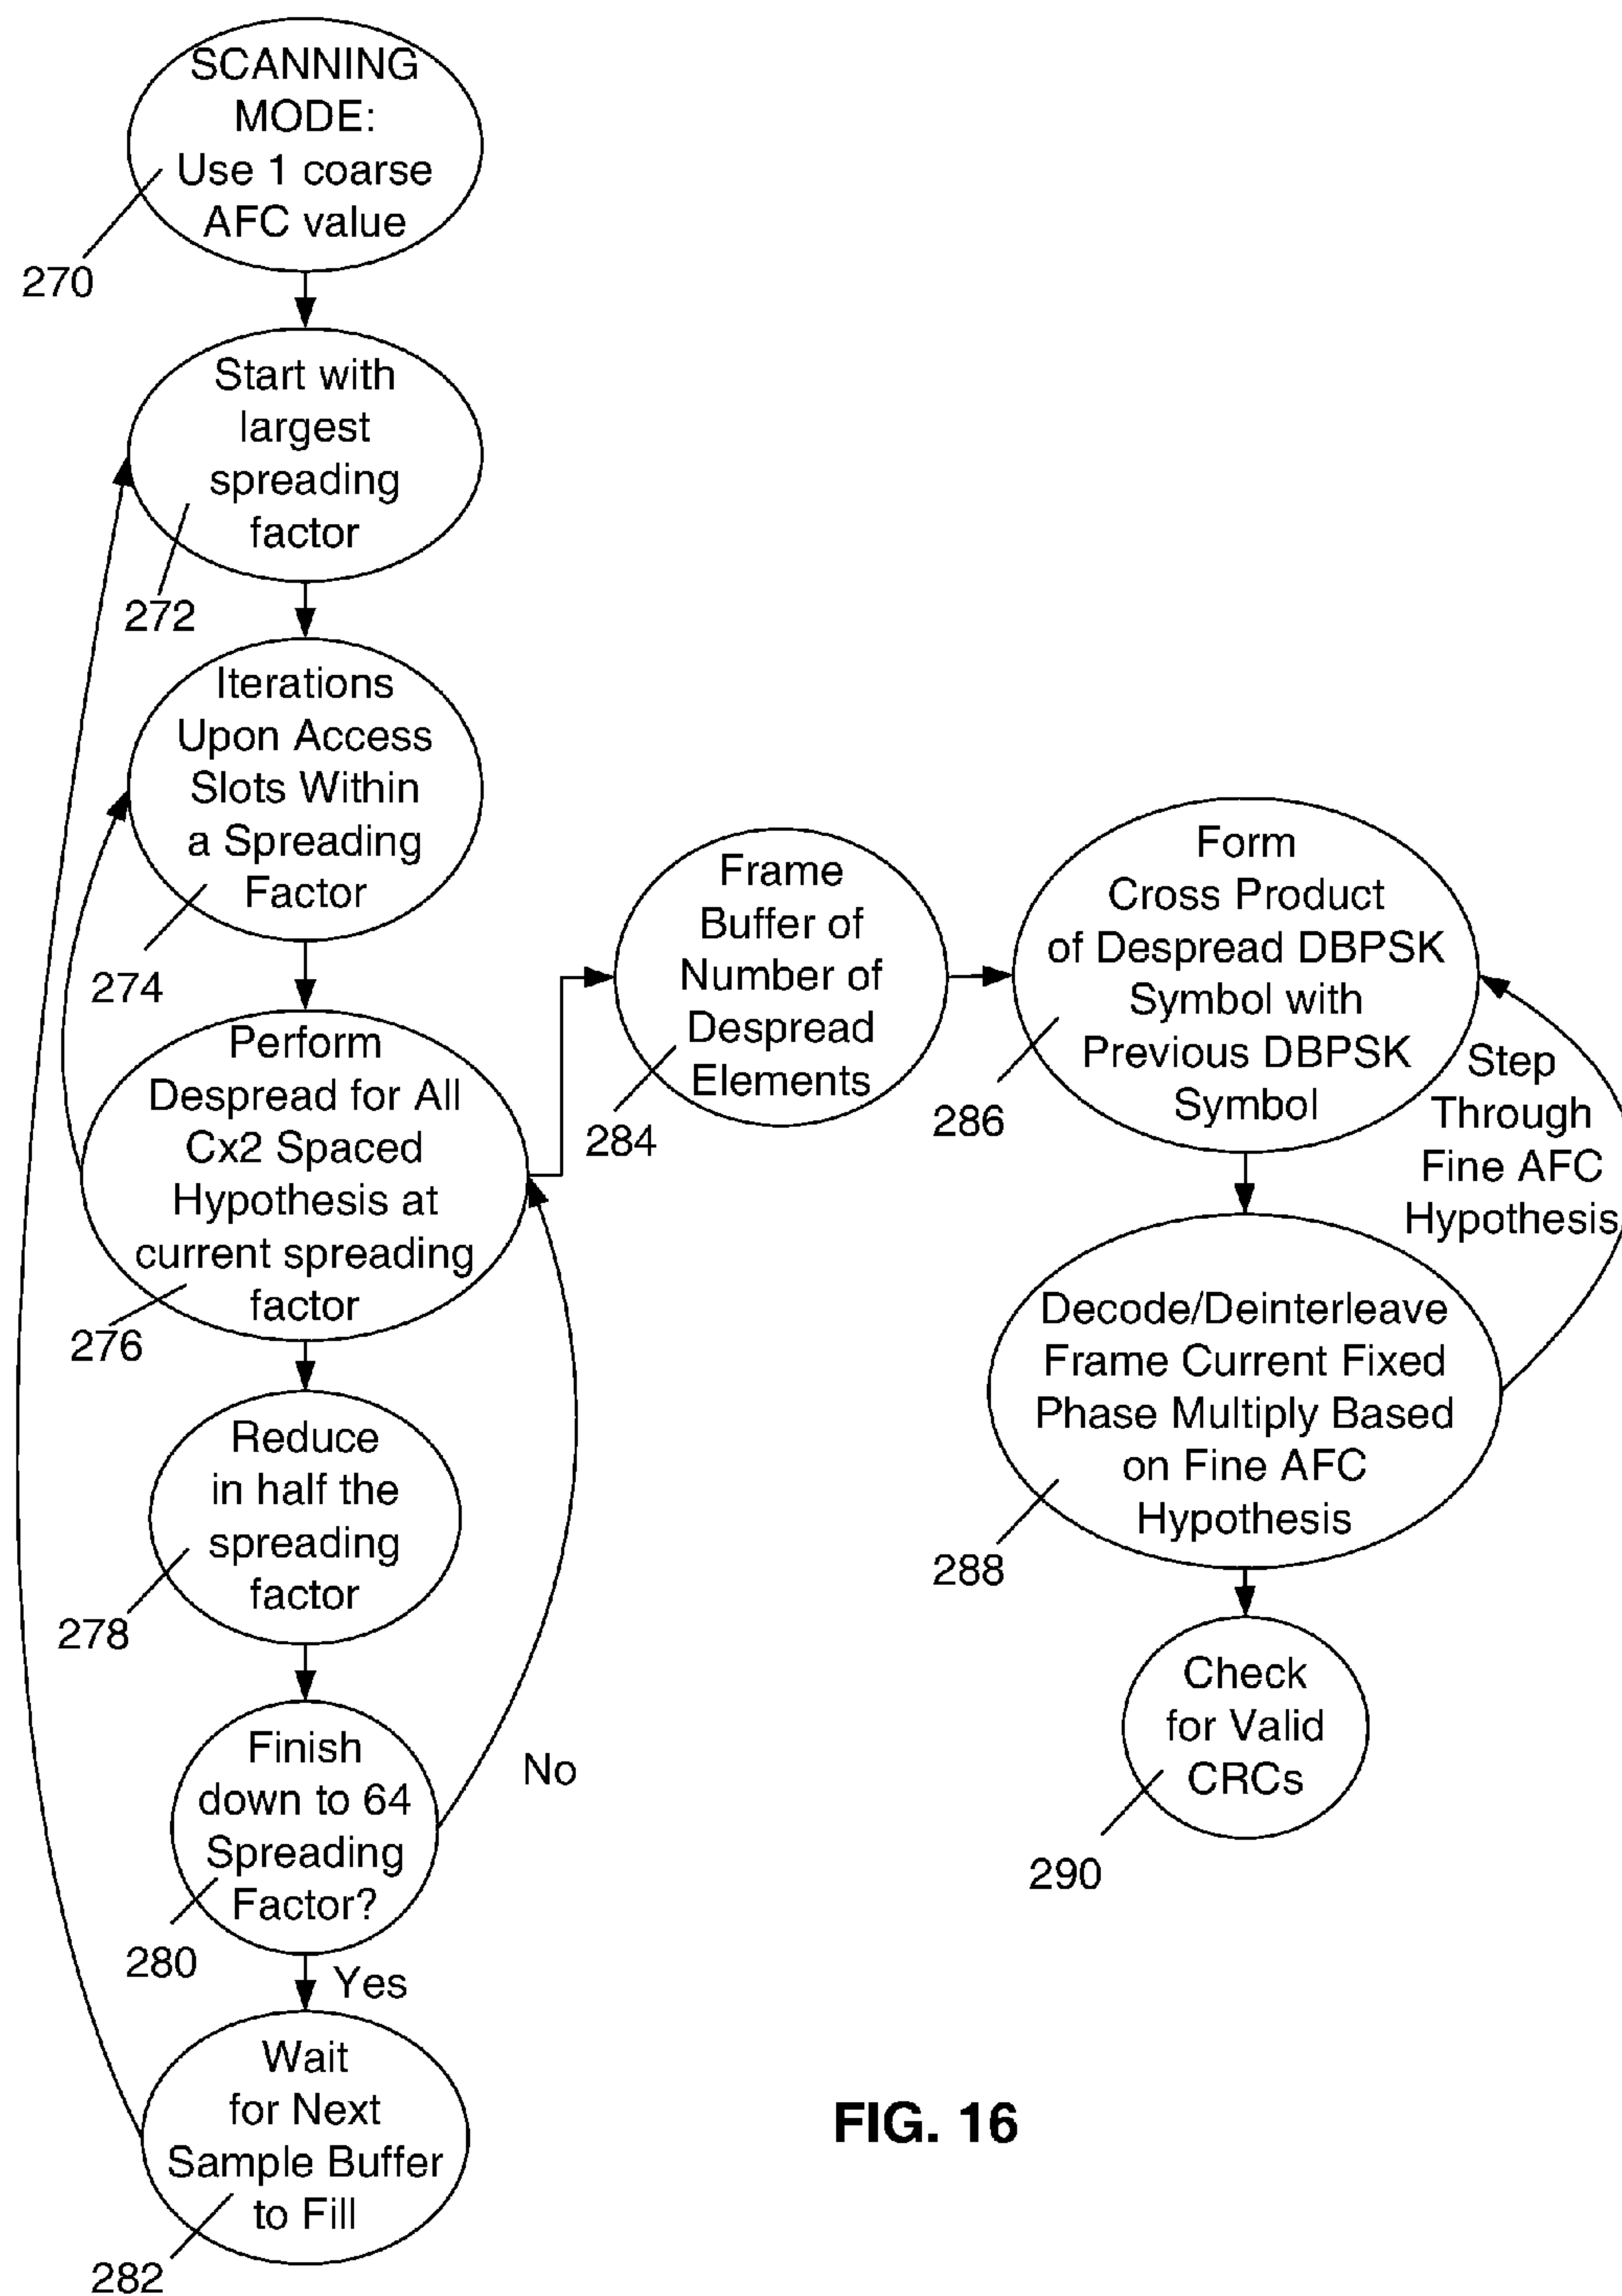 SCANNING
MODE:
Use 1 coarse
AFC value
270
Start with
largest
spreading
factor
272
Iterations
Upon Access
Slots Within
a Spreading
Factor
274
Perform
Despread for All
Cx2 Spaced
Hypothesis at
current spreading
factor
276
Reduce
in half the
spreading
factor
278
Finish
down to 64
Spreading
Factor?
280
No
Yes
Wait
for Next
Sample Buffer
to Fill
282
Frame
Buffer of
Number of
Despread
Elements
284
Form
Cross Product
of Despread DBPSK
Symbol with
Previous DBPSK
Symbol
286
Step
Through
Fine AFC
Hypothesis
Decode/Deinterleave
Frame Current Fixed
Phase Multiply Based
on Fine AFC
Hypothesis
288
Check
for Valid
CRCs
290
FIG. 16